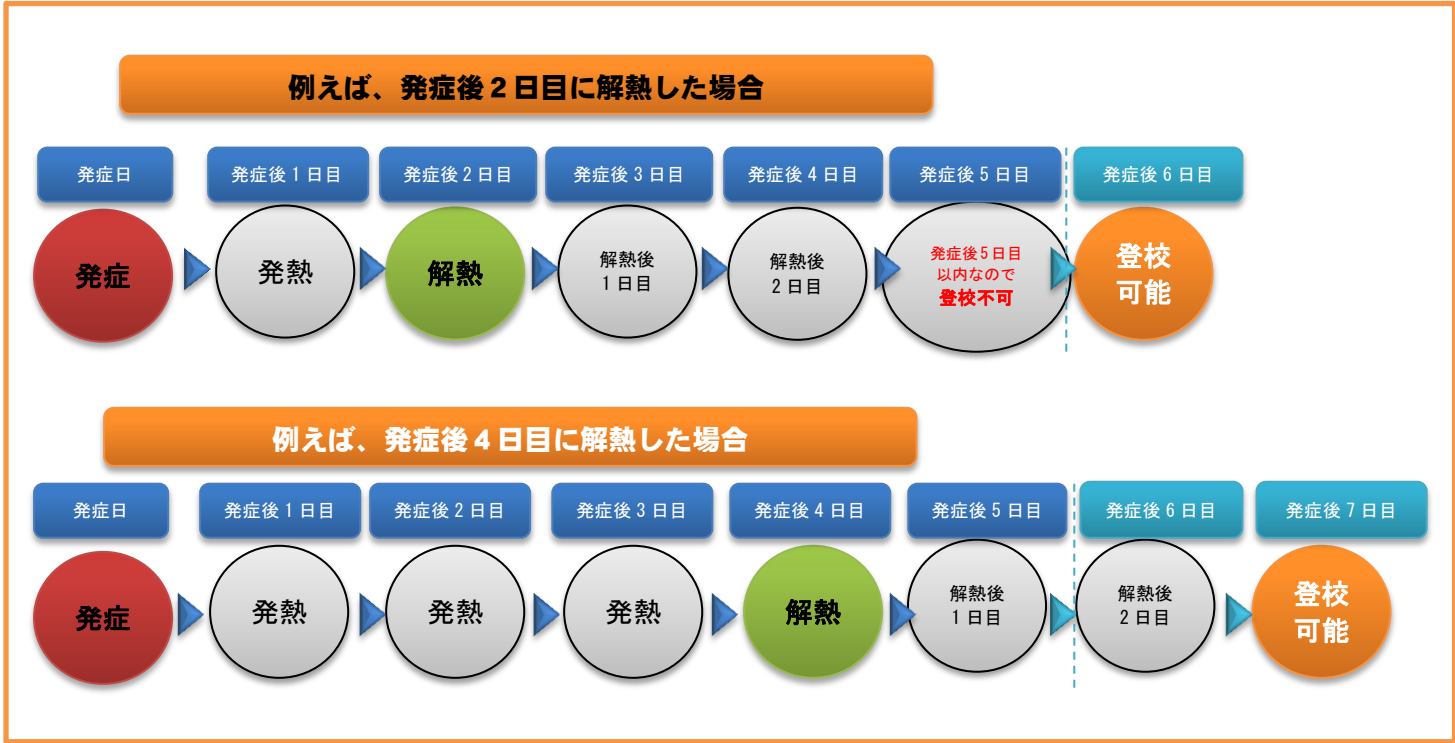 例えば、発症後２日目に解熱した場合
発症日
発症後１日目
発症後２日目
発症後３日目
発症後４日目
発症後５日目
発症後６日目
発症
発熱
解熱
解熱後
１日目
解熱後
２日目
発症後５日目
以内なので
登校不可
登校
可能
例えば、発症後４日目に解熱した場合
発症日
発症後１日目
発症後２日目
発症後３日目
発症後４日目
発症後５日目
発症後６日目
発症後７日目
発症
発熱
発熱
発熱
解熱
解熱後
１日目
解熱後
２日目
登校
可能